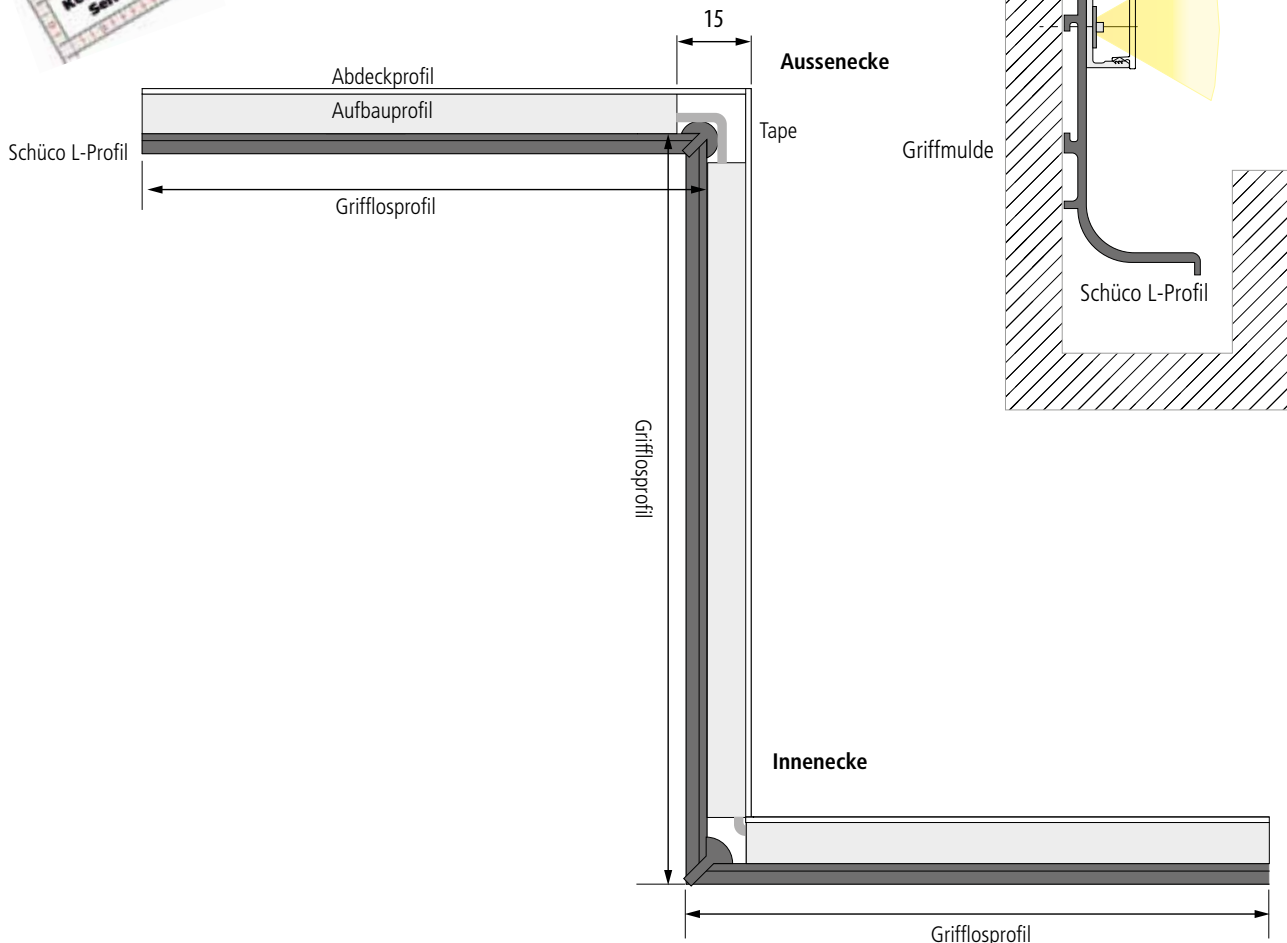 15
Aussenecke
Abdeckprofil
Aufbauprofil
Tape
Schüco L-Profil
Grifflosprofil
Griffmulde
Schüco L-Profil
Grifflosprofil
Innenecke
Grifflosprofil